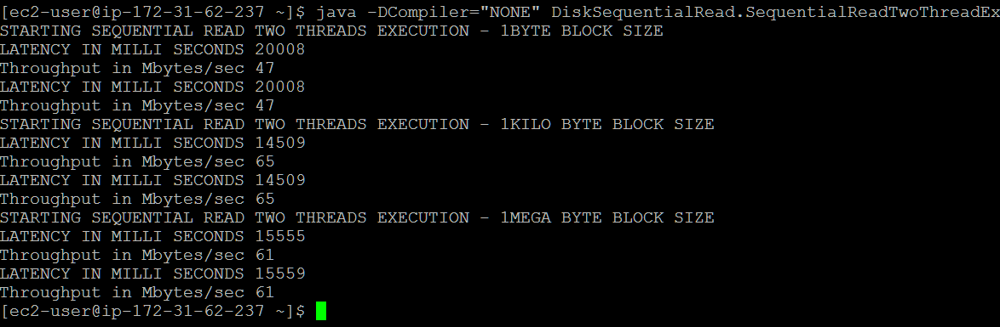 [ec2-user@ip-172-31-62-237 ~]$ java -DCompiler="NONE" DiskSequentialRead.SequentialReadTwoThreadEx
STARTING SEQUENTIAL READ TWO THREADS EXECUTION - 1BYTE BLOCK SIZE
LATENCY IN MILLI SECONDS 20008
Throughput in Mbytes/sec 47
LATENCY IN MILLI SECONDS 20008
Throughput in Mbytes/sec 47
STARTING SEQUENTIAL READ TWO THREADS EXECUTION - 1KILO BYTE BLOCK SIZE
LATENCY IN MILLI SECONDS 14509
Throughput in Mbytes/sec 65
LATENCY IN MILLI SECONDS 14509
Throughput in Mbytes/sec 65
STARTING SEQUENTIAL READ TWO THREADS EXECUTION - 1MEGA BYTE BLOCK SIZE
LATENCY IN MILLI SECONDS 15555
Throughput in Mbytes/sec 61
LATENCY IN MILLI SECONDS 15559
Throughput in Mbytes/sec 61
[ec2-user@ip-172-31-62-237 ~]$